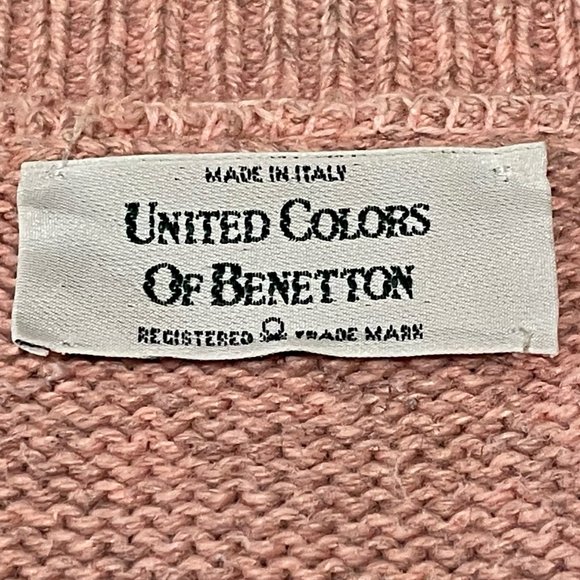 MADE IN ITALY
UNITED COLORS
OF BENETTON
REGISTERED TRADE MARK